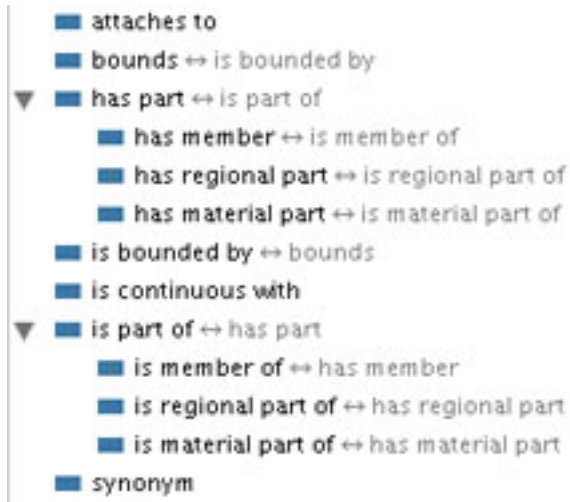 attaches to
bounds ↔ is bounded by
has part ↔ is part of
has member ↔ is member of
has regional part ↔ is regional part of
has material part ↔ is material part of
is bounded by ↔ bounds
is continuous with
is part of ↔ has part
is member of ↔ has member
is regional part of ↔ has regional part
is material part of ↔ has material part
synonym